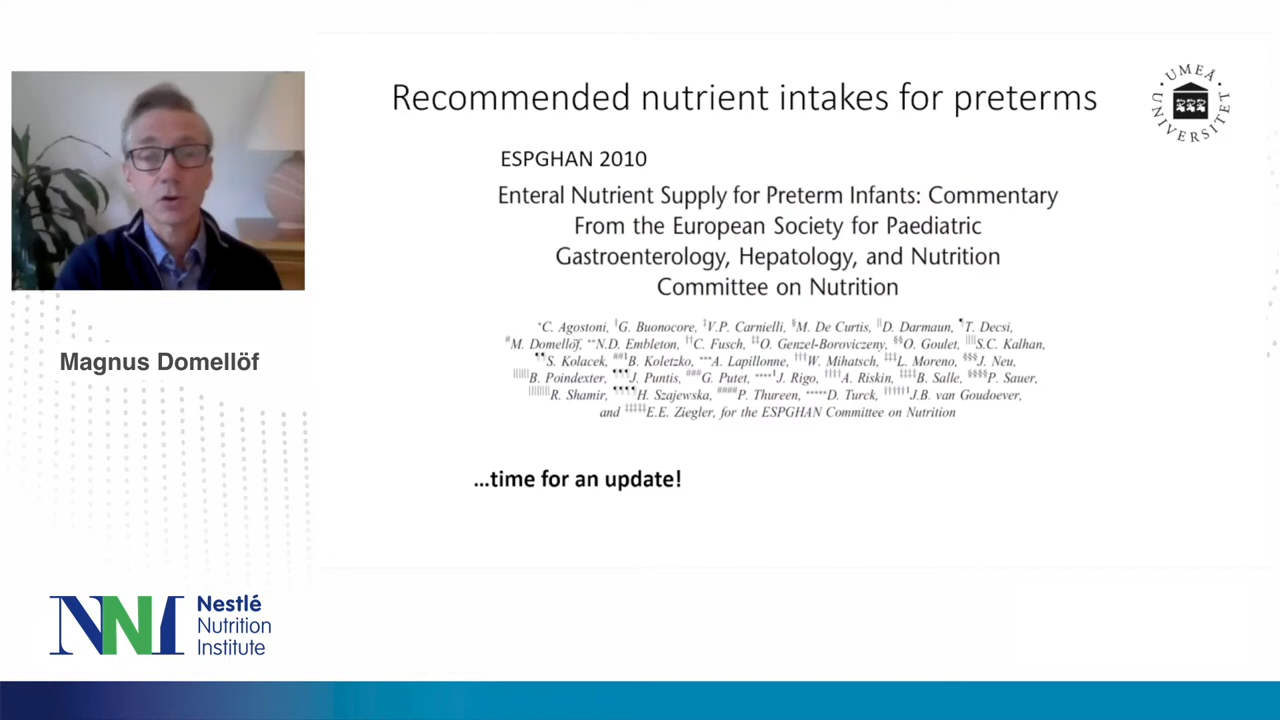 Recommended nutrient intakes for preterms
UMEÅ UNIVERSITET
ESPGHAN 2010
Enteral Nutrient Supply for Preterm Infants: Commentary
From the European Society for Paediatric
Gastroenterology, Hepatology, and Nutrition
Committee on Nutrition
*C. Agostoni, †G. Buonocore, ‡V.P. Carnielli, §M. De Curtis, ||D. Darmaun, ¶T. Decsi,
#M. Domellöf, **N.D. Embleton, ††C. Fusch, ‡‡O. Genzel-Boroviczeny, §§O. Goulet, ||||S.C. Kalhan,
¶¶S. Kolacek, ##1B. Koletzko, ***A. Lapillonne, †††W. Mihatsch, ‡‡‡L. Moreno, §§§J. Neu,
||||||B. Poindexter, ¶¶¶J. Puntis, ###G. Putet, ****1J. Rigo, ††††A. Riskin, ‡‡‡‡B. Salle, §§§§P. Sauer,
||||||||R. Shamir, ¶¶¶¶H. Szajewska, ####P. Thureen, *****D. Turck, ††††††1J.B. van Goudoever,
and ‡‡‡‡‡E.E. Ziegler, for the ESPGHAN Committee on Nutrition
...time for an update!
Magnus Domellöf
NNI
Nestlé
Nutrition
Institute